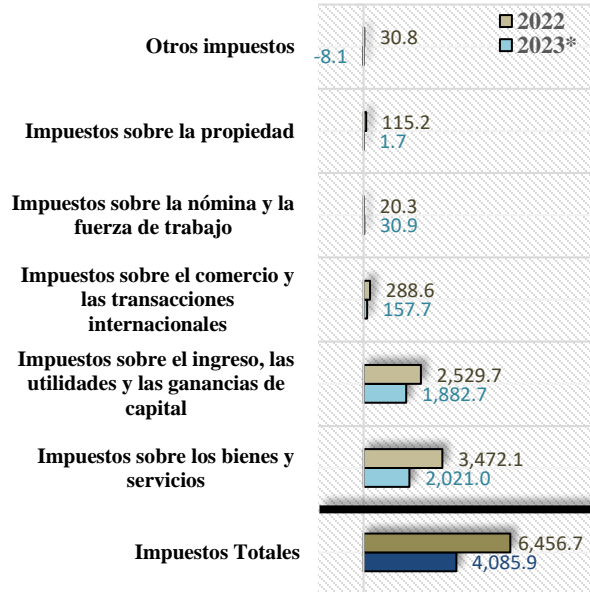 2022
2023*
Otros impuestos
30.8
-8.1
Impuestos sobre la propiedad
115.2
1.7
Impuestos sobre la nómina y la
fuerza de trabajo
20.3
30.9
Impuestos sobre el comercio y
las transacciones
internacionales
288.6
157.7
Impuestos sobre el ingreso, las
utilidades y las ganancias de
capital
2,529.7
1,882.7
Impuestos sobre los bienes y
servicios
3,472.1
2,021.0
Impuestos Totales
6,456.7
4,085.9